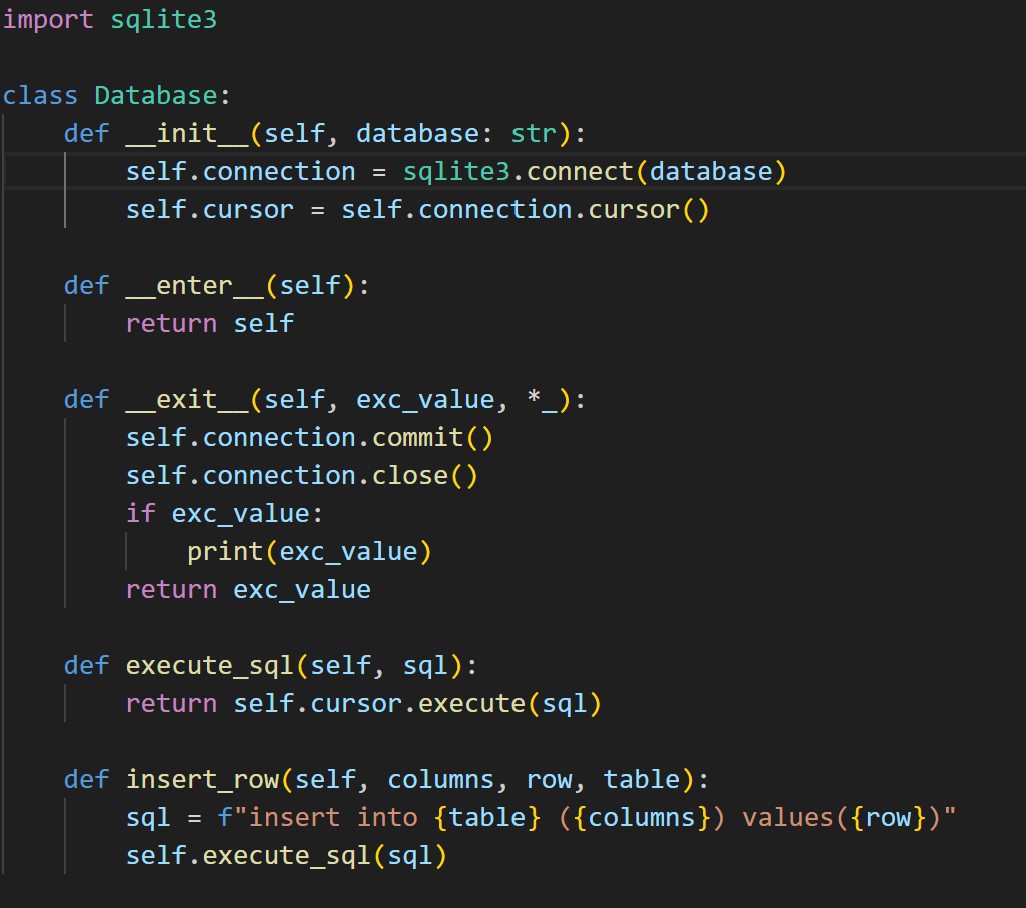 import sqlite3
class Database:
    def __init__(self, database: str):
        self.connection = sqlite3.connect(database)
        self.cursor = self.connection.cursor()
    def __enter__(self):
        return self
    def __exit__(self, exc_value, *_):
        self.connection.commit()
        self.connection.close()
        if exc_value:
            print(exc_value)
        return exc_value
    def execute_sql(self, sql):
        return self.cursor.execute(sql)
    def insert_row(self, columns, row, table):
        sql = f"insert into {table} ({columns}) values({row})"
        self.execute_sql(sql)